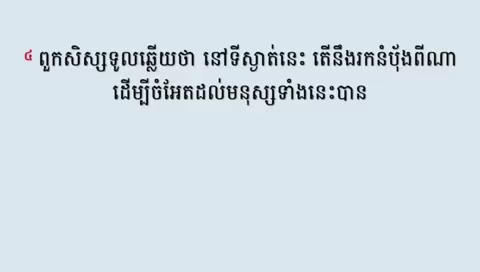 ៤ ពួកសិស្សទូលឆ្លើយថា នៅទីស្ងាត់នេះ តើនឹងរកនំបុ័ងពីណា
ដើម្បីចំអែតដល់មនុស្សទាំងនេះបាន